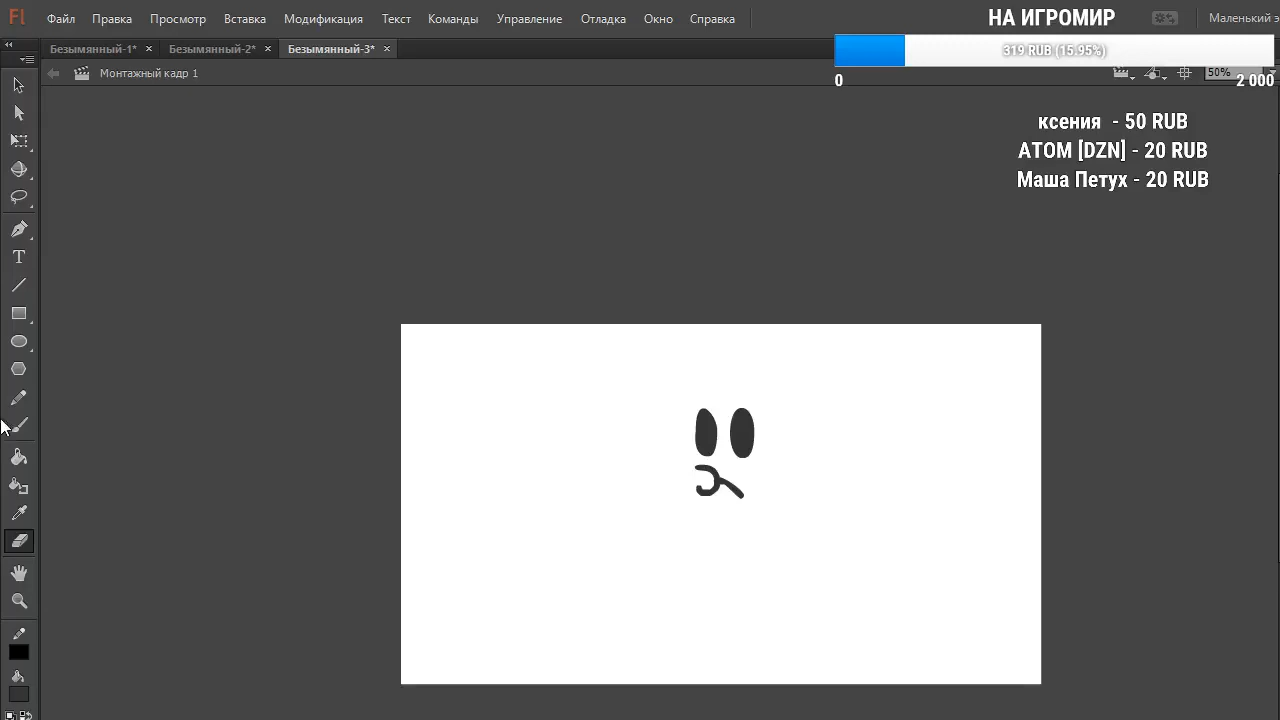 Fl Файл Правка Просмотр Вставка Модификация Текст Команды Управление Отладка Окно Справка НА ИГРОМИР Маленький э
Безымянный-1* Безымянный-2* Безымянный-3* 319 RUB (15.95%)
Монтажный кадр 1 50%
0 2 000
ксения - 50 RUB
ATOM [DZN] - 20 RUB
Маша Петух - 20 RUB
T